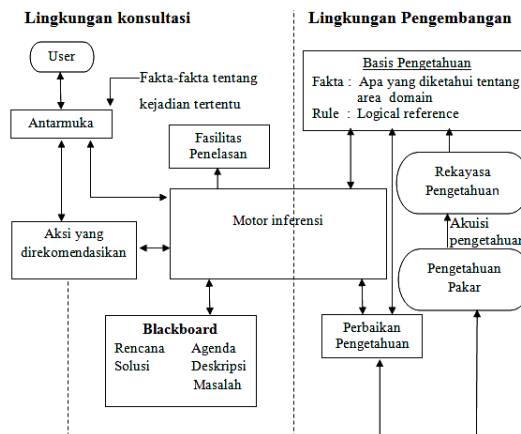 Lingkungan konsultasi
Lingkungan Pengembangan
User
Fakta-fakta tentang
kejadian tertentu
Antarmuka
Basis Pengetahuan
Fakta : Apa yang diketahui tentang
area domain
Rule : Logical reference
Fasilitas
Penelasan
Rekayasa
Pengetahuan
Motor inferensi
Aksi yang
direkomendasikan
Akuisi
pengetahuan
Pengetahuan
Pakar
Blackboard
Rencana Agenda
Solusi Deskripsi
Masalah
Perbaikan
Pengetahuan